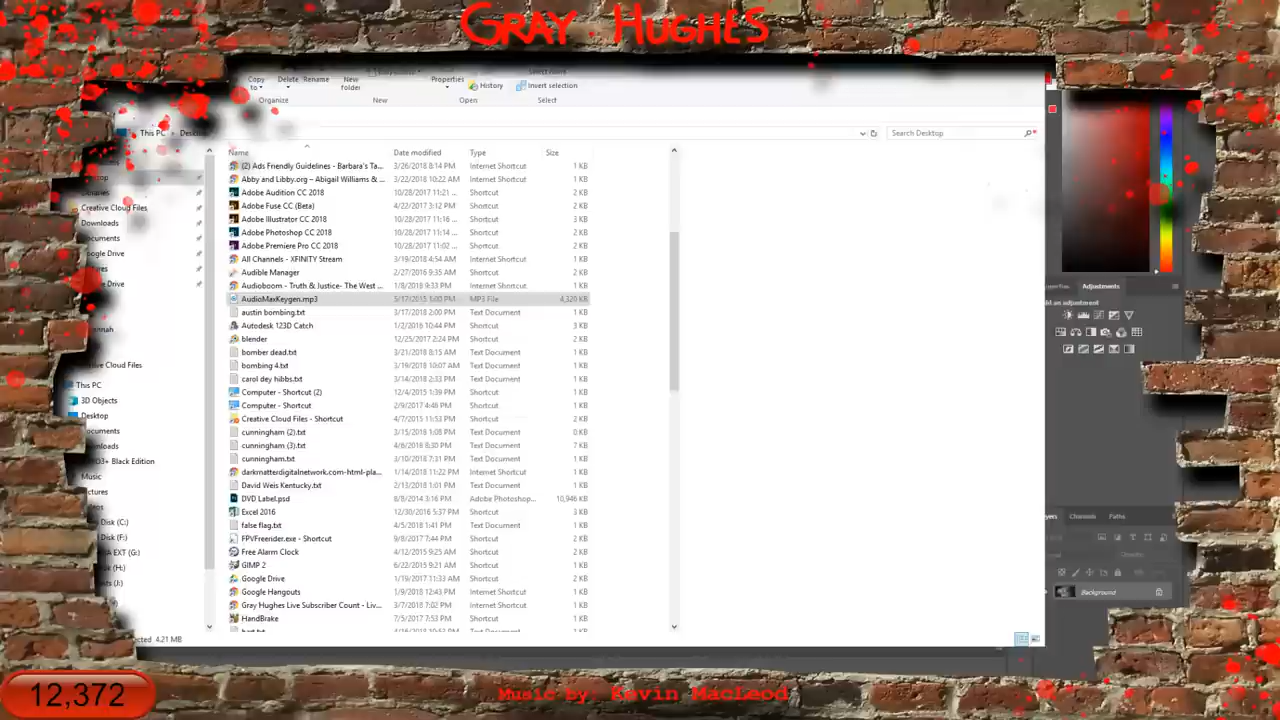 GRAY HUGHES
Copy to Delete Rename New folder Properties History Insert selection
Organize New Open Select
This PC Search Desktop
Name Date modified Type Size
(2) Ads Friendly Guidelines - Barbara's Ta... 3/26/2018 8:14 PM Internet Shortcut 1 KB
Abby and Libby.org – Abigail Williams & ... 3/22/2018 10:22 AM Internet Shortcut 1 KB
Adobe Audition CC 2018 10/28/2017 11:21 ... Shortcut 2 KB
Adobe Fuse CC (Beta) 4/22/2017 3:12 PM Shortcut 2 KB
Adobe Illustrator CC 2018 10/28/2017 11:16 ... Shortcut 3 KB
Adobe Photoshop CC 2018 10/28/2017 11:14 ... Shortcut 2 KB
Adobe Premiere Pro CC 2018 10/28/2017 11:02 ... Shortcut 2 KB
All Channels - XFINITY Stream 3/19/2018 4:54 AM Internet Shortcut 1 KB
Audible Manager 2/27/2016 9:35 AM Shortcut 2 KB
Audioboom - Truth & Justice- The West ... 1/8/2018 9:33 PM Internet Shortcut 1 KB
AudioMaxKeygen.mp3 MP3 File 4,320 KB
austin bombing.txt 3/17/2018 2:00 PM Text Document 1 KB
Autodesk 123D Catch 1/2/2016 10:44 PM Shortcut 3 KB
blender 12/25/2017 2:24 PM Shortcut 2 KB
bomber dead.txt 3/21/2018 8:15 AM Text Document 1 KB
bombing 4.txt 3/19/2018 10:07 AM Text Document 1 KB
carol dey hibbs.txt 3/14/2018 2:33 PM Text Document 1 KB
Computer - Shortcut (2) 12/4/2015 1:39 PM Shortcut 1 KB
Computer - Shortcut 2/9/2017 4:48 PM Shortcut 1 KB
Creative Cloud Files - Shortcut 4/7/2015 11:53 PM Shortcut 2 KB
cunningham (2).txt 3/15/2018 1:08 PM Text Document 0 KB
cunningham (3).txt 4/6/2018 8:30 PM Text Document 7 KB
cunningham.txt 3/10/2018 7:31 PM Text Document 1 KB
darkmatterdigitalnetwork.com-html-pla... 1/14/2018 11:22 PM Internet Shortcut 1 KB
David Weis Kentucky.txt 2/13/2018 5:40 PM Text Document 1 KB
DVD Label.psd 8/8/2014 3:16 PM Adobe Photoshop... 10,946 KB
Excel 2016 12/30/2016 5:37 PM Shortcut 3 KB
false flag.txt 4/5/2018 1:41 PM Text Document 1 KB
FPVFreerider.exe - Shortcut 9/8/2017 7:44 PM Shortcut 2 KB
Free Alarm Clock 4/12/2015 9:25 AM Shortcut 2 KB
GIMP 2 6/22/2015 9:21 AM Shortcut 1 KB
Google Drive 1/19/2017 11:33 AM Shortcut 2 KB
Google Hangouts 1/9/2018 12:43 PM Internet Shortcut 1 KB
Gray Hughes Live Subscriber Count - Liv... 3/7/2018 7:02 PM Internet Shortcut 1 KB
HandBrake 7/5/2017 7:53 PM Shortcut 2 KB
Creative Cloud Files
Downloads
This PC
3D Objects
Desktop
Music
4.21 MB
Adjustments
Channels Paths
Background
12,372
Music by: Kevin MacLeod